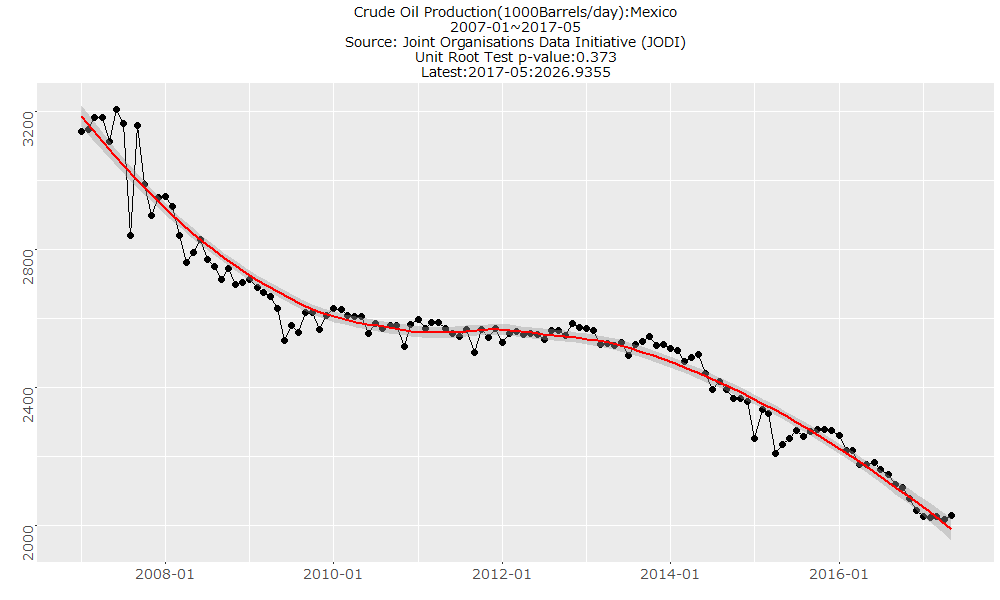 Crude Oil Production(1000Barrels/day):Mexico
2007-01~2017-05
Source: Joint Organisations Data Initiative (JODI)
Unit Root Test p-value:0.373
Latest:2017-05:2026.9355
3200
2800
2400
2000
2008-01 2010-01 2012-01 2014-01 2016-01